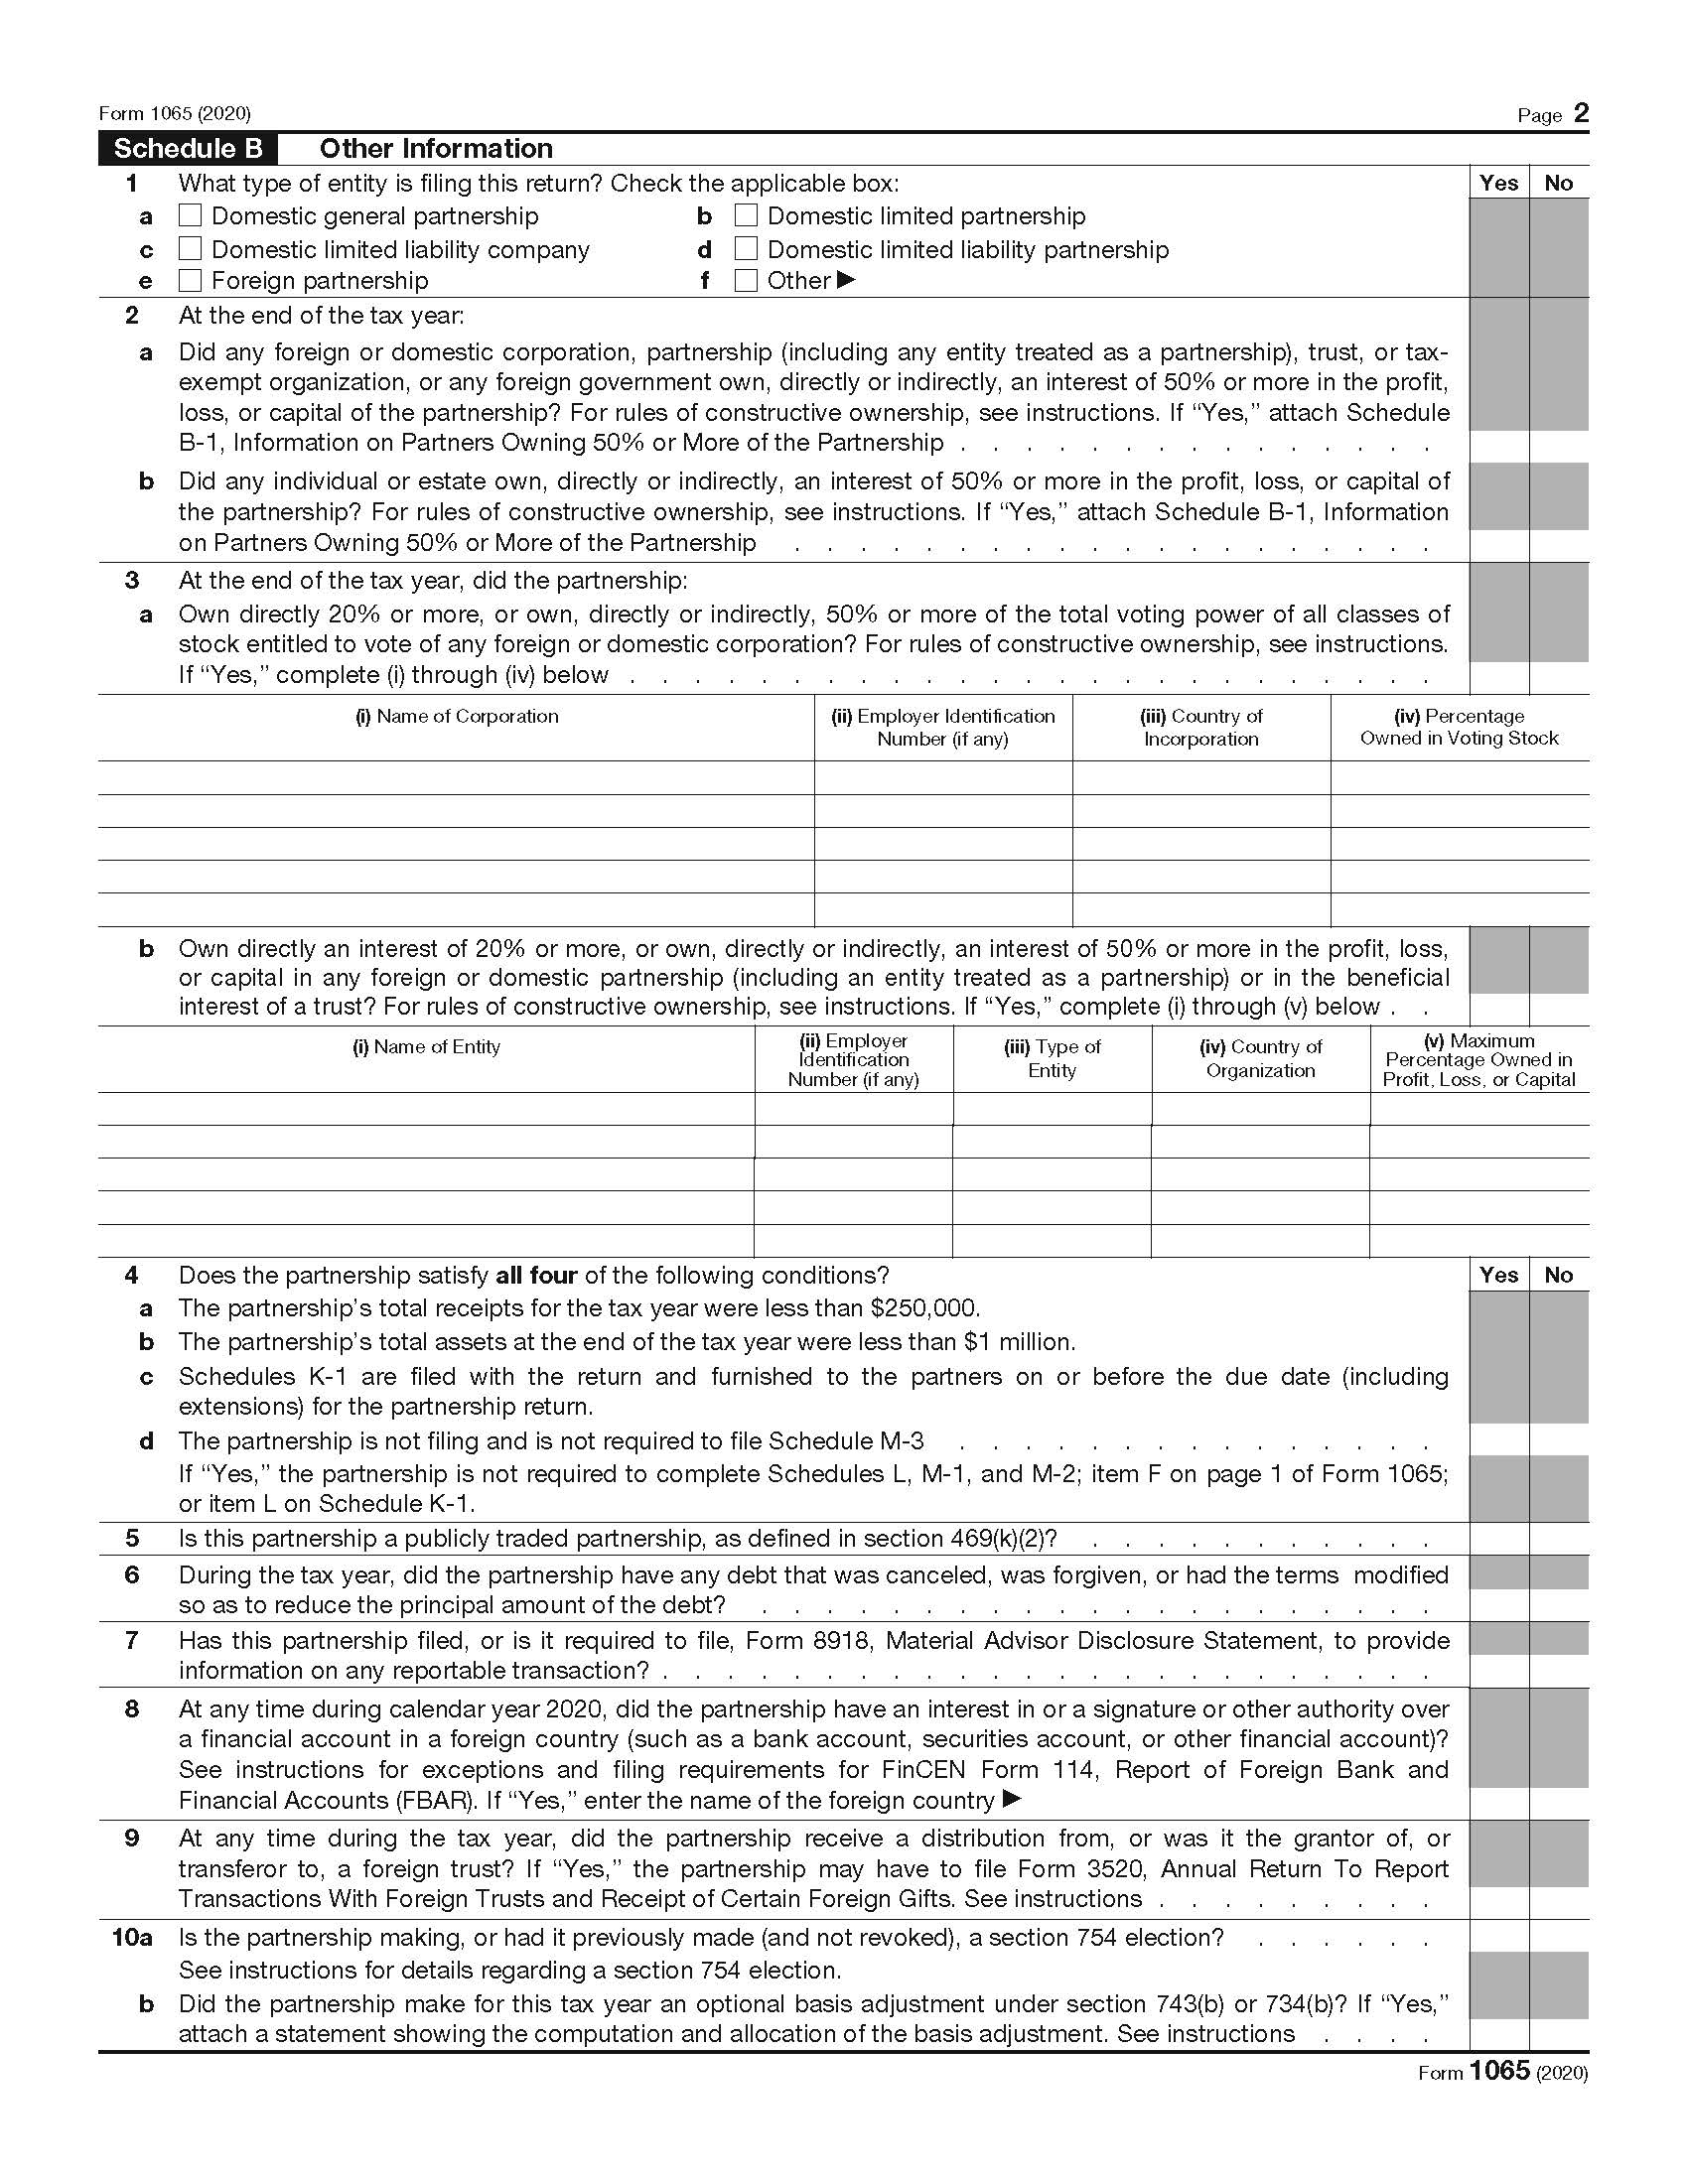 Form 1065 (2020) Page 2
Schedule B Other Information
1 What type of entity is filing this return? Check the applicable box: Yes No
a Domestic general partnership b Domestic limited partnership
c Domestic limited liability company d Domestic limited liability partnership
e Foreign partnership f Other ▶
2 At the end of the tax year:
a Did any foreign or domestic corporation, partnership (including any entity treated as a partnership), trust, or tax-
exempt organization, or any foreign government own, directly or indirectly, an interest of 50% or more in the profit,
loss, or capital of the partnership? For rules of constructive ownership, see instructions. If “Yes,” attach Schedule
B-1, Information on Partners Owning 50% or More of the Partnership . . . . . . . . . . . . . . .
b Did any individual or estate own, directly or indirectly, an interest of 50% or more in the profit, loss, or capital of
the partnership? For rules of constructive ownership, see instructions. If “Yes,” attach Schedule B-1, Information
on Partners Owning 50% or More of the Partnership . . . . . . . . . . . . . . . . . . . .
3 At the end of the tax year, did the partnership:
a Own directly 20% or more, or own, directly or indirectly, 50% or more of the total voting power of all classes of
stock entitled to vote of any foreign or domestic corporation? For rules of constructive ownership, see instructions.
If “Yes,” complete (i) through (iv) below . . . . . . . . . . . . . . . . . . . . . . . . .
(i) Name of Corporation (ii) Employer Identification (iii) Country of (iv) Percentage
Number (if any) Incorporation Owned in Voting Stock
b Own directly an interest of 20% or more, or own, directly or indirectly, an interest of 50% or more in the profit, loss,
or capital in any foreign or domestic partnership (including an entity treated as a partnership) or in the beneficial
interest of a trust? For rules of constructive ownership, see instructions. If “Yes,” complete (i) through (v) below . .
(i) Name of Entity (ii) Employer (iii) Type of (iv) Country of (v) Maximum
Identification Entity Organization Percentage Owned in
Number (if any) Profit, Loss, or Capital
4 Does the partnership satisfy all four of the following conditions? Yes No
a The partnership’s total receipts for the tax year were less than $250,000.
b The partnership’s total assets at the end of the tax year were less than $1 million.
c Schedules K-1 are filed with the return and furnished to the partners on or before the due date (including
extensions) for the partnership return.
d The partnership is not filing and is not required to file Schedule M-3 . . . . . . . . . . . . . . .
If “Yes,” the partnership is not required to complete Schedules L, M-1, and M-2; item F on page 1 of Form 1065;
or item L on Schedule K-1.
5 Is this partnership a publicly traded partnership, as defined in section 469(k)(2)? . . . . . . . . . . .
6 During the tax year, did the partnership have any debt that was canceled, was forgiven, or had the terms modified
so as to reduce the principal amount of the debt? . . . . . . . . . . . . . . . . . . . . .
7 Has this partnership filed, or is it required to file, Form 8918, Material Advisor Disclosure Statement, to provide
information on any reportable transaction? . . . . . . . . . . . . . . . . . . . . . . . .
8 At any time during calendar year 2020, did the partnership have an interest in or a signature or other authority over
a financial account in a foreign country (such as a bank account, securities account, or other financial account)?
See instructions for exceptions and filing requirements for FinCEN Form 114, Report of Foreign Bank and
Financial Accounts (FBAR). If “Yes,” enter the name of the foreign country ▶
9 At any time during the tax year, did the partnership receive a distribution from, or was it the grantor of, or
transferor to, a foreign trust? If “Yes,” the partnership may have to file Form 3520, Annual Return To Report
Transactions With Foreign Trusts and Receipt of Certain Foreign Gifts. See instructions . . . . . . . . .
10a Is the partnership making, or had it previously made (and not revoked), a section 754 election? . . . . . .
See instructions for details regarding a section 754 election.
b Did the partnership make for this tax year an optional basis adjustment under section 743(b) or 734(b)? If “Yes,”
attach a statement showing the computation and allocation of the basis adjustment. See instructions . . . .
Form 1065 (2020)